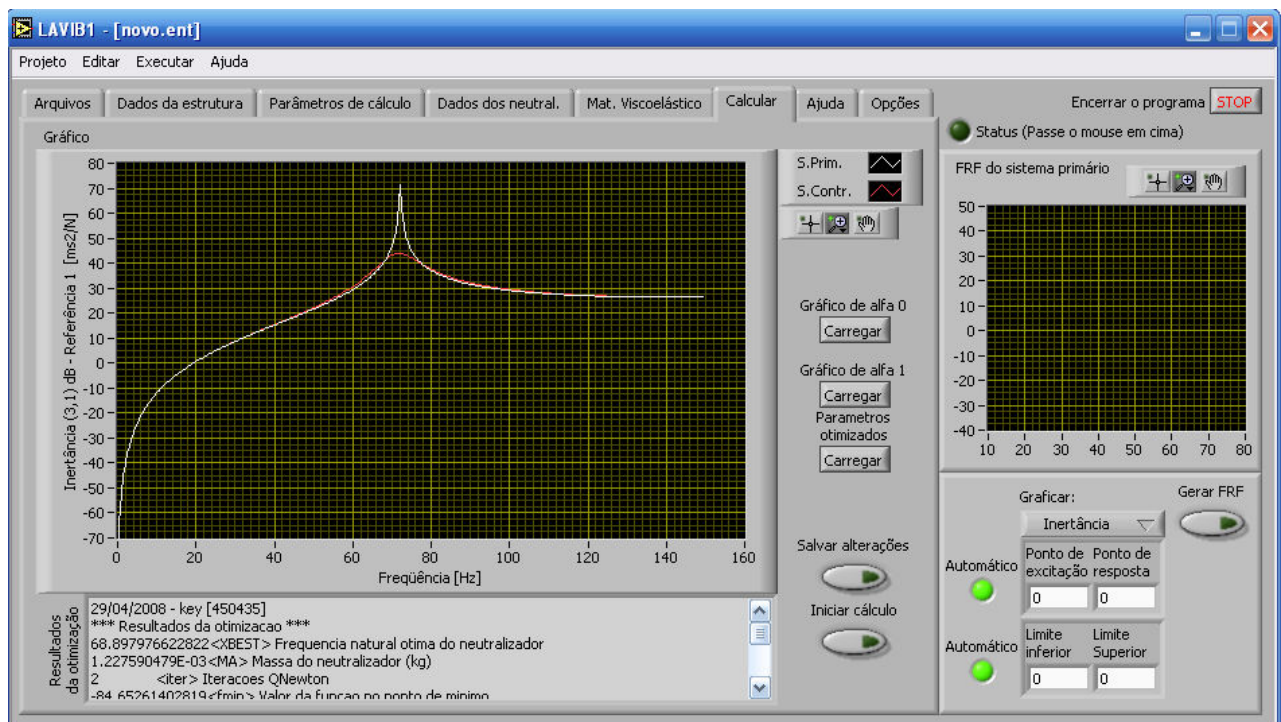 LAVIB1 - [novo.ent]
Projeto Editar Executar Ajuda
Arquivos
Dados da estrutura
Parâmetros de cálculo
Dados dos neutral.
Mat. Viscoelástico
Calcular
Ajuda
Opções
Encerrar o programa STOP
Status (Passe o mouse em cima)
Gráfico
80
70
60
50
40
30
20
10
0
-10
-20
-30
-40
-50
-60
-70
Inertância (3,1) dB - Referência 1 [ms2/N]
0 20 40 60 80 100 120 140 160
Freqüência [Hz]
S.Prim.
S.Contr.
Gráfico de alfa 0
Carregar
Gráfico de alfa 1
Carregar
Parametros
otimizados
Carregar
Salvar alterações
Iniciar cálculo
Resultados
da otimização
29/04/2008 - key [450435]
*** Resultados da otimizacao ***
68.897976622822<XBEST> Frequencia natural otima do neutralizador
1.227590479E-03<MA> Massa do neutralizador (kg)
2 <iter> Iteracoes QNewton
-84.65261402819<fmin> Valor da funcao no ponto de minimo
FRF do sistema primário
50
40
30
20
10
0
-10
-20
-30
-40
10 20 30 40 50 60 70 80
Graficar:
Inertância
Gerar FRF
Automático
Ponto de
excitação
Ponto de
resposta
0
0
Automático
Limite
inferior
Limite
Superior
0
0